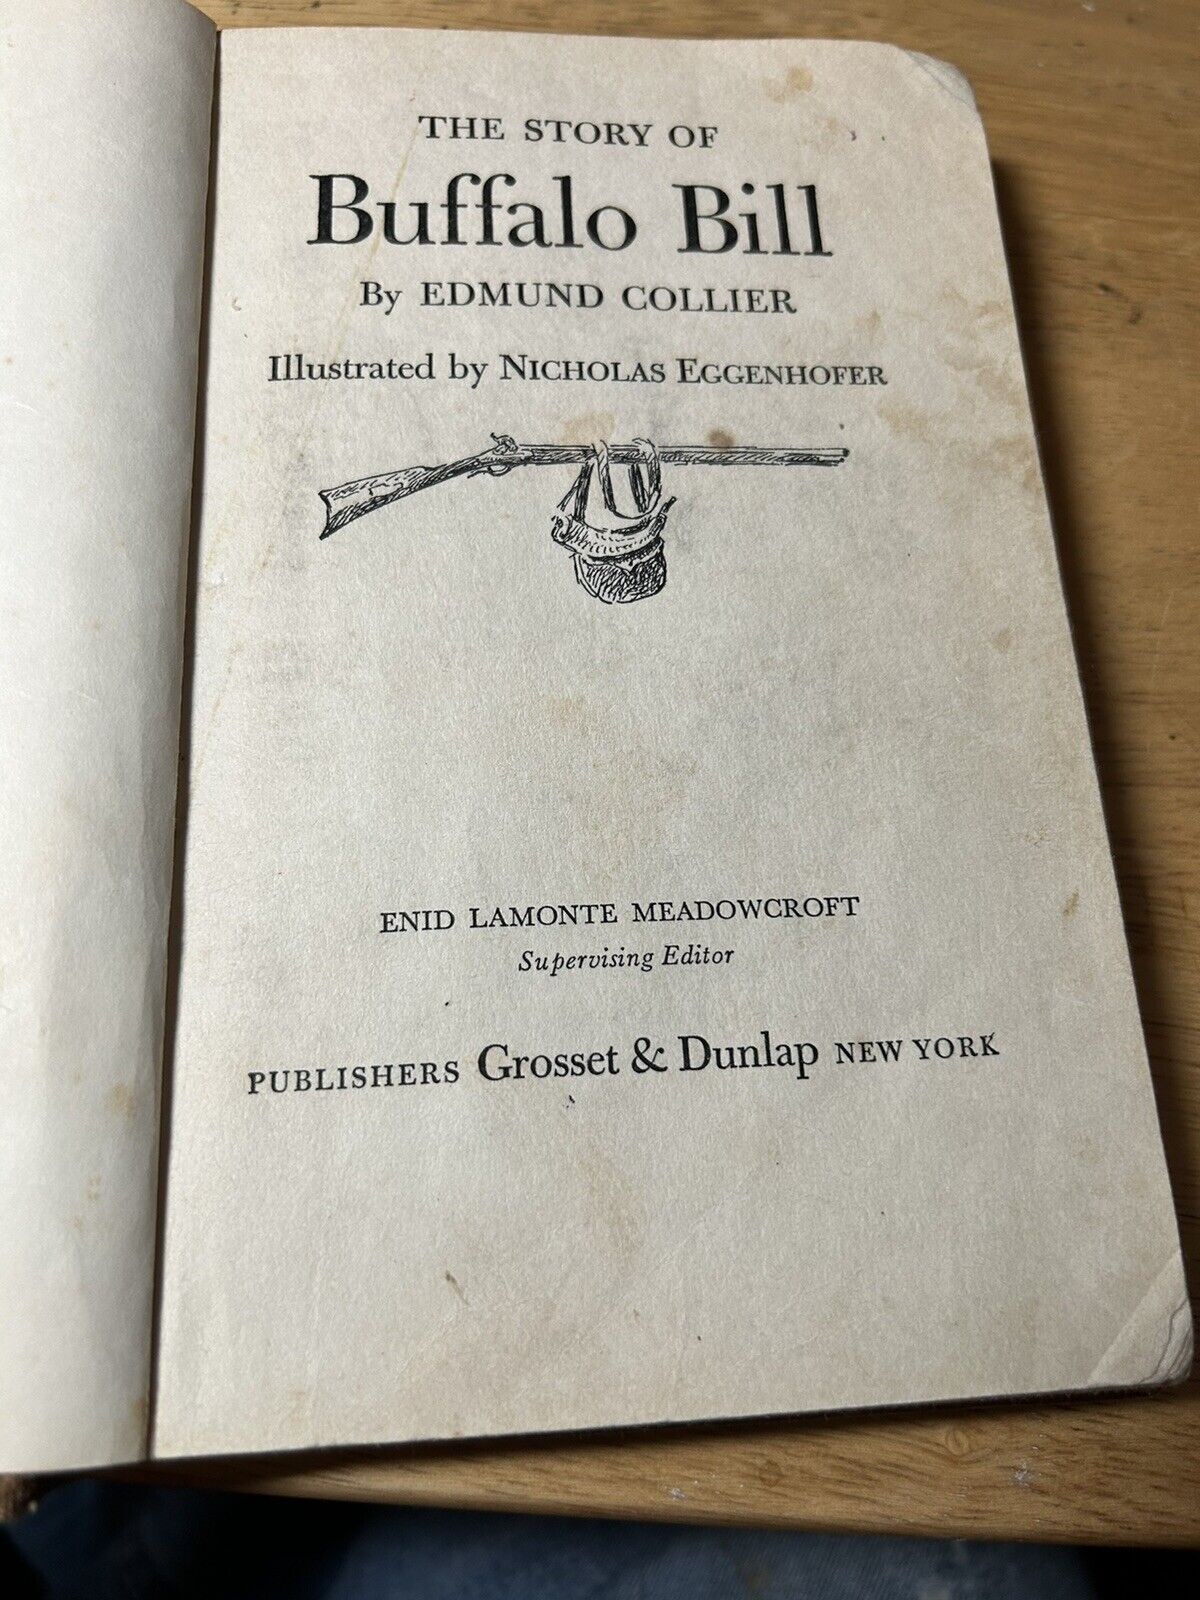 THE STORY OF
Buffalo Bill
By EDMUND COLLIER
Illustrated by NICHOLAS EGGENHOFER
ENID LAMONTE MEADOWCROFT
Supervising Editor
PUBLISHERS Grosset & Dunlap NEW YORK